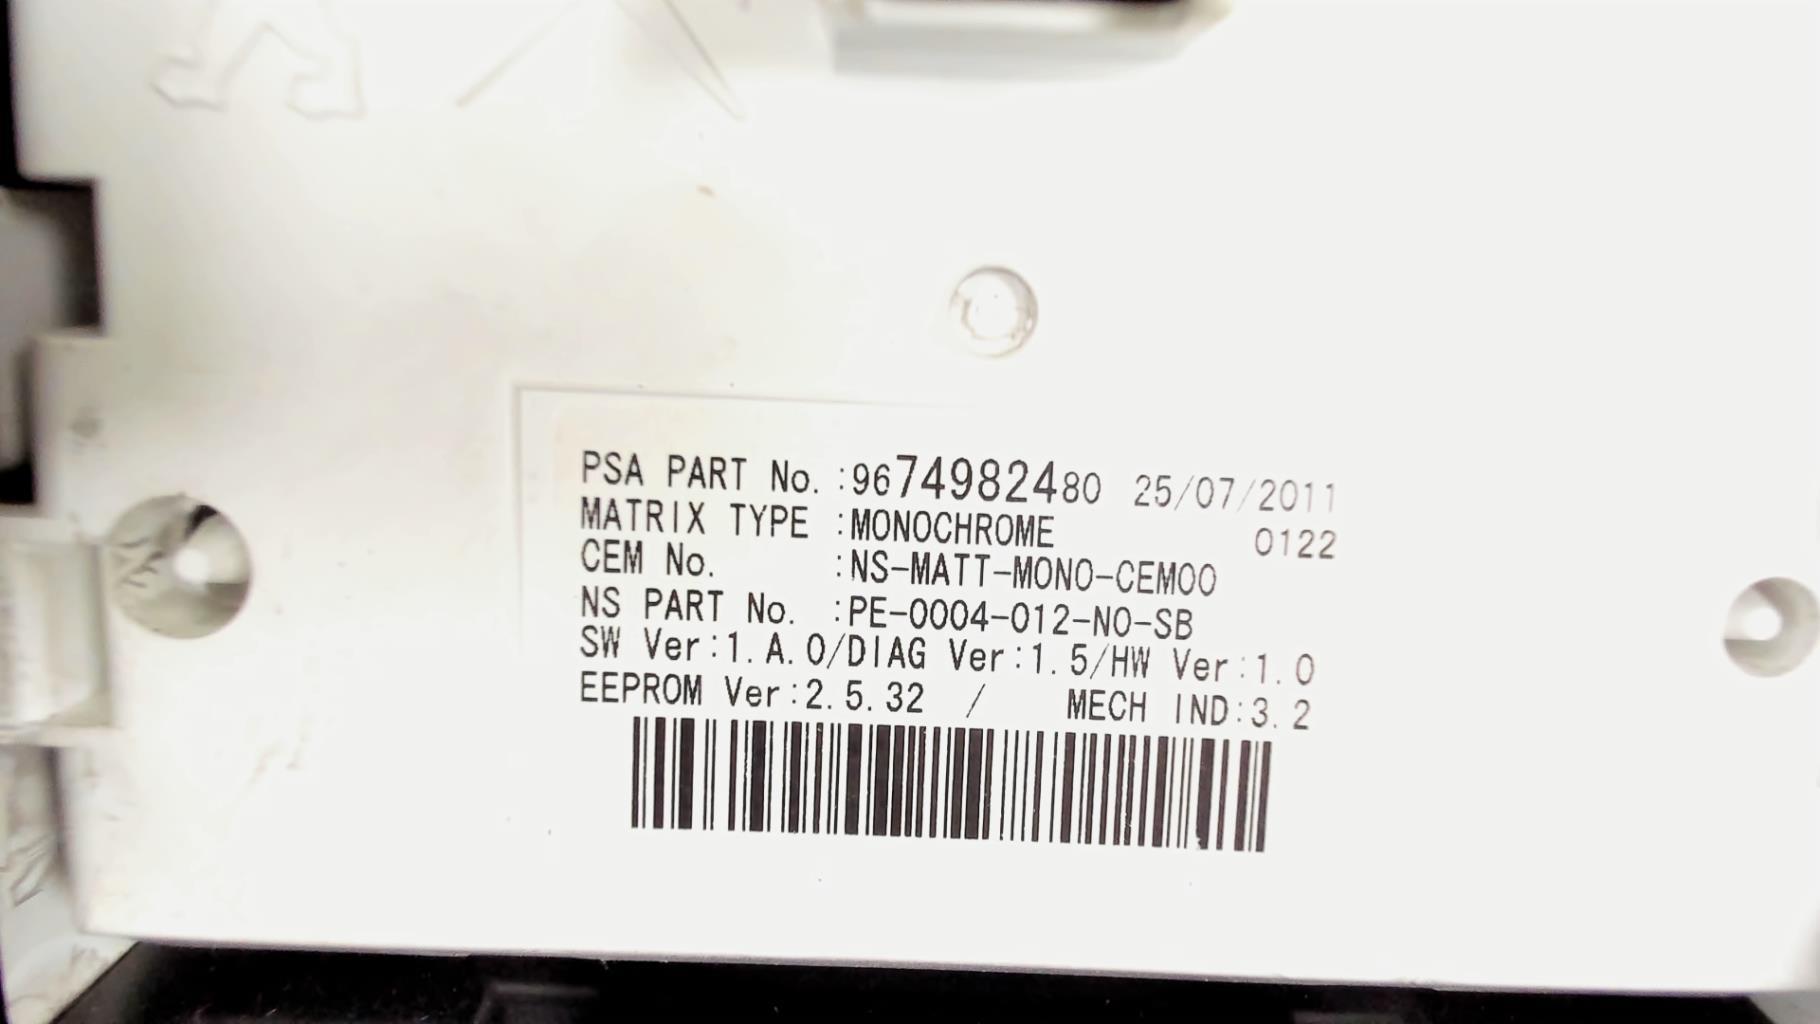 PSA PART No. :9674982480 25/07/2011
MATRIX TYPE :MONOCHROME 0122
CEM No. :NS-MATT-MONO-CEM00
NS PART No. :PE-0004-012-NO-SB
SW Ver:1.A.0/DIAG Ver:1.5/HW Ver:1.0
EEPROM Ver:2.5.32 / MECH IND:3.2